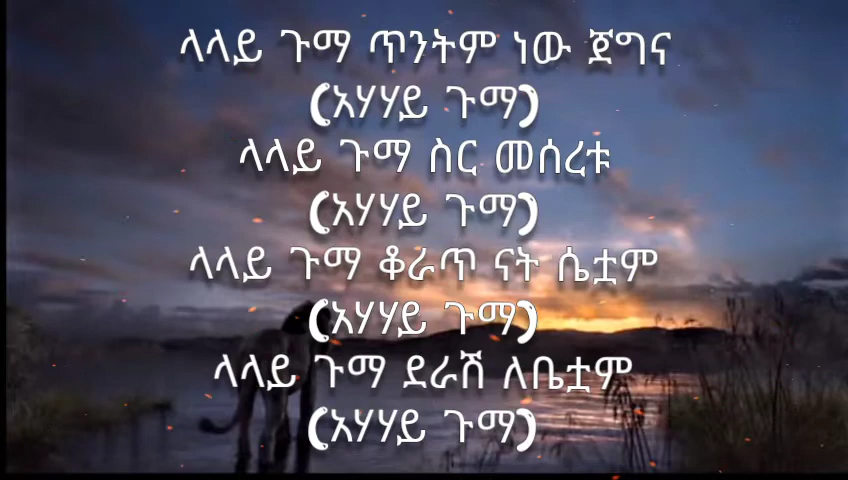 ላላይ ጉማ ጥንትም ነው ጀግና
(አሃሃይ ጉማ)
ላላይ ጉማ ስር መሰረቱ
(አሃሃይ ጉማ)
ላላይ ጉማ ቆራጥ ናት ሴቷም
(አሃሃይ ጉማ)
ላላይ ጉማ ደራሽ ለቤቷም
(አሃሃይ ጉማ)